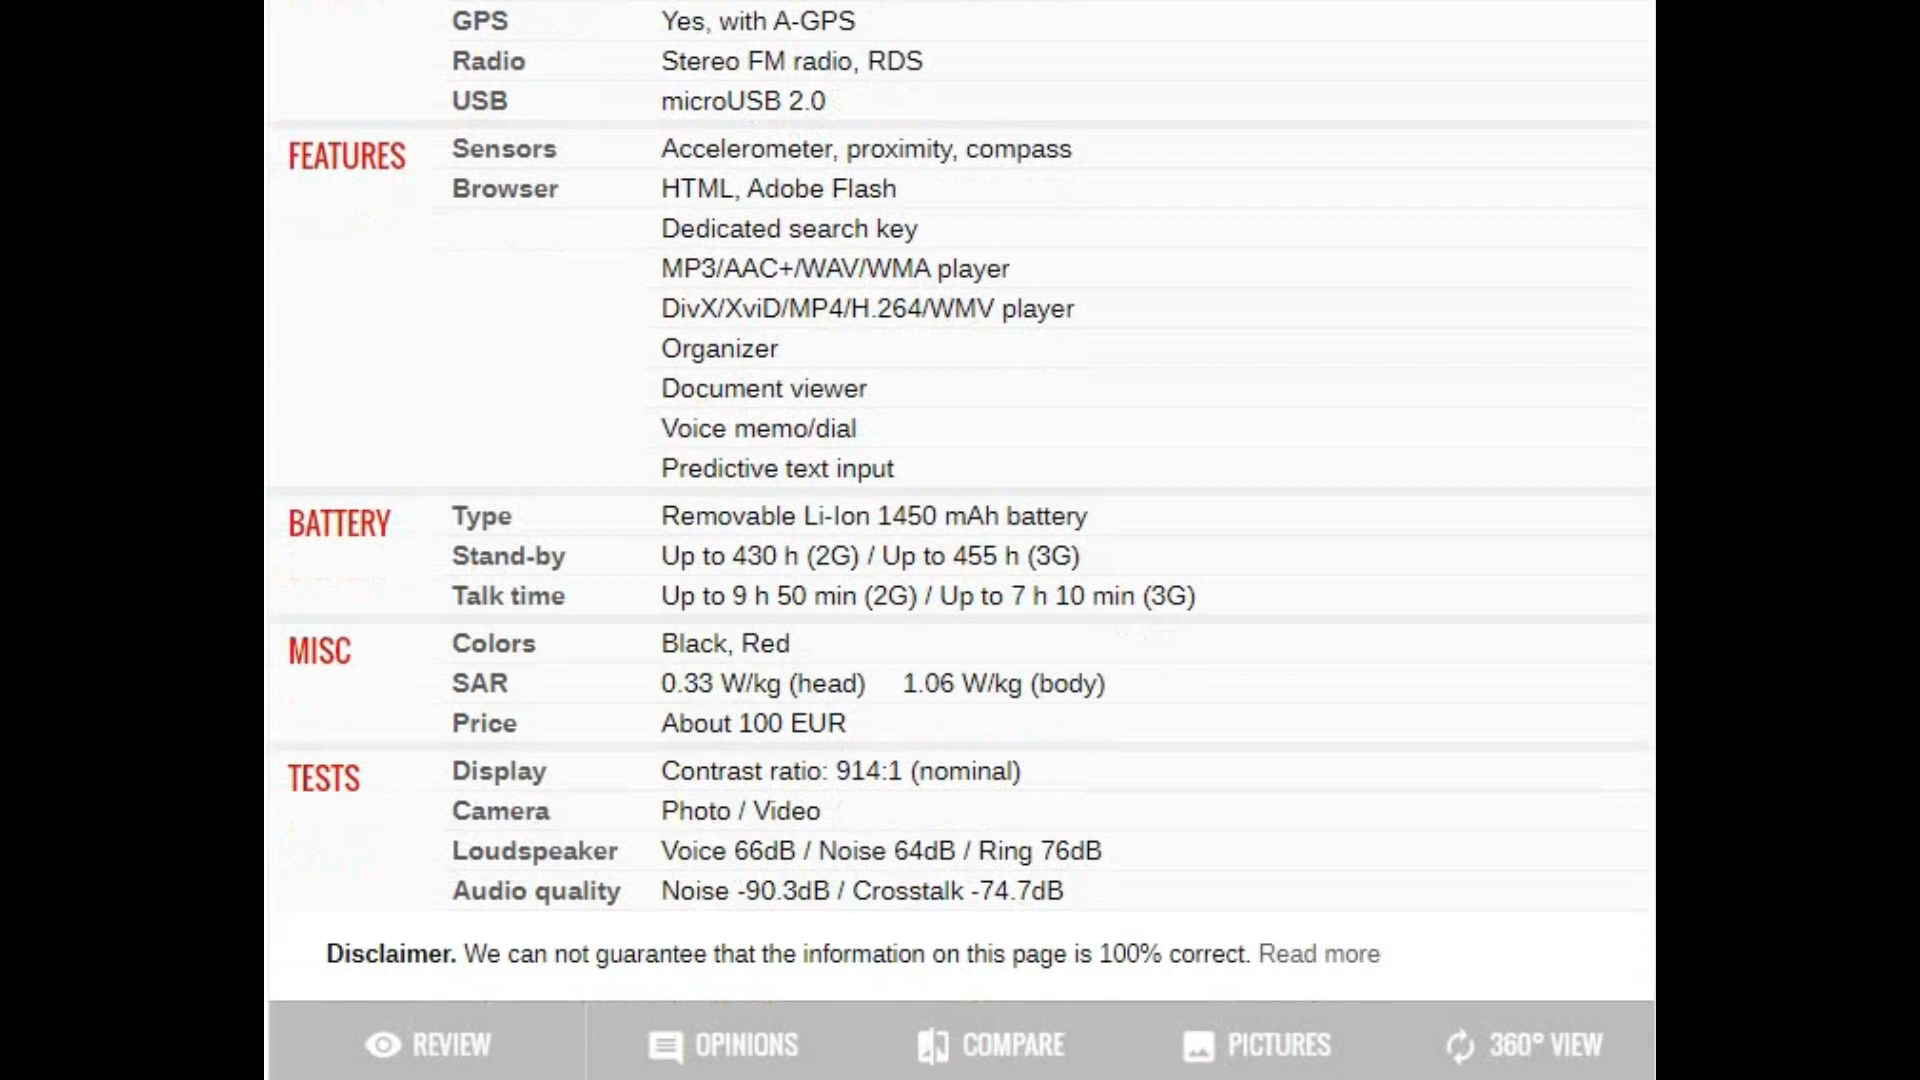 GPS Yes, with A-GPS
Radio Stereo FM radio, RDS
USB microUSB 2.0
FEATURES Sensors Accelerometer, proximity, compass
Browser HTML, Adobe Flash
Dedicated search key
MP3/AAC+/WAV/WMA player
DivX/XviD/MP4/H.264/WMV player
Organizer
Document viewer
Voice memo/dial
Predictive text input
BATTERY Type Removable Li-Ion 1450 mAh battery
Stand-by Up to 430 h (2G) / Up to 455 h (3G)
Talk time Up to 9 h 50 min (2G) / Up to 7 h 10 min (3G)
MISC Colors Black, Red
SAR 0.33 W/kg (head) 1.06 W/kg (body)
Price About 100 EUR
TESTS Display Contrast ratio: 914:1 (nominal)
Camera Photo / Video
Loudspeaker Voice 66dB / Noise 64dB / Ring 76dB
Audio quality Noise -90.3dB / Crosstalk -74.7dB
Disclaimer. We can not guarantee that the information on this page is 100% correct. Read more
REVIEW OPINIONS COMPARE PICTURES 360° VIEW